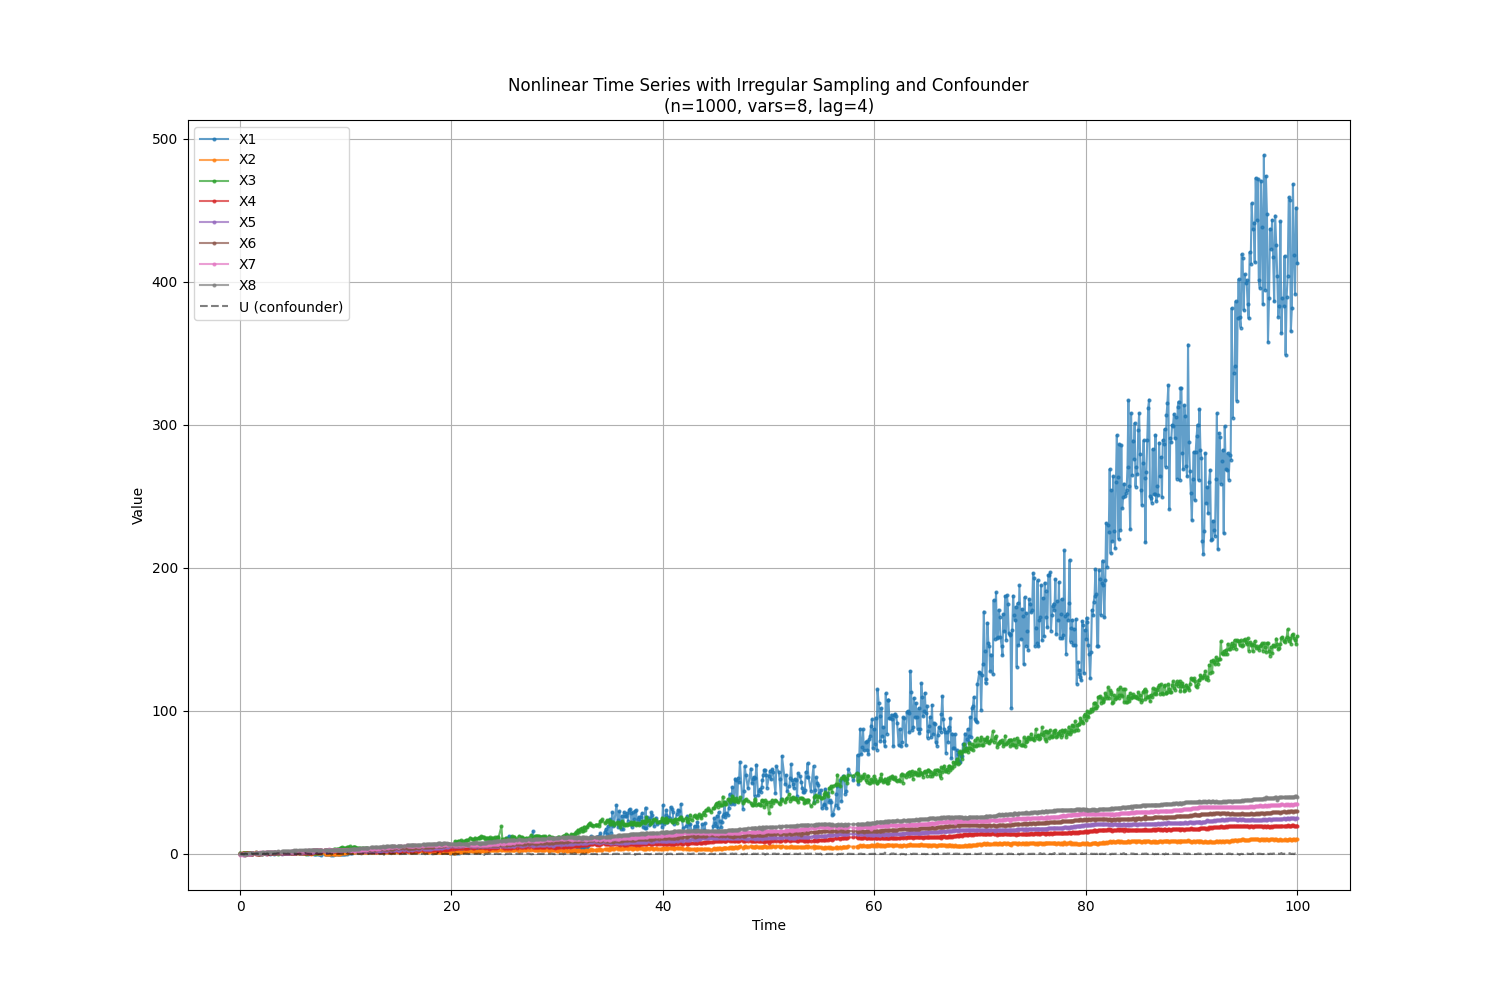 Nonlinear Time Series with Irregular Sampling and Confounder
(n=1000, vars=8, lag=4)
500
400
300
200
100
0
Value
X1
X2
X3
X4
X5
X6
X7
X8
U (confounder)
0 20 40 60 80 100
Time